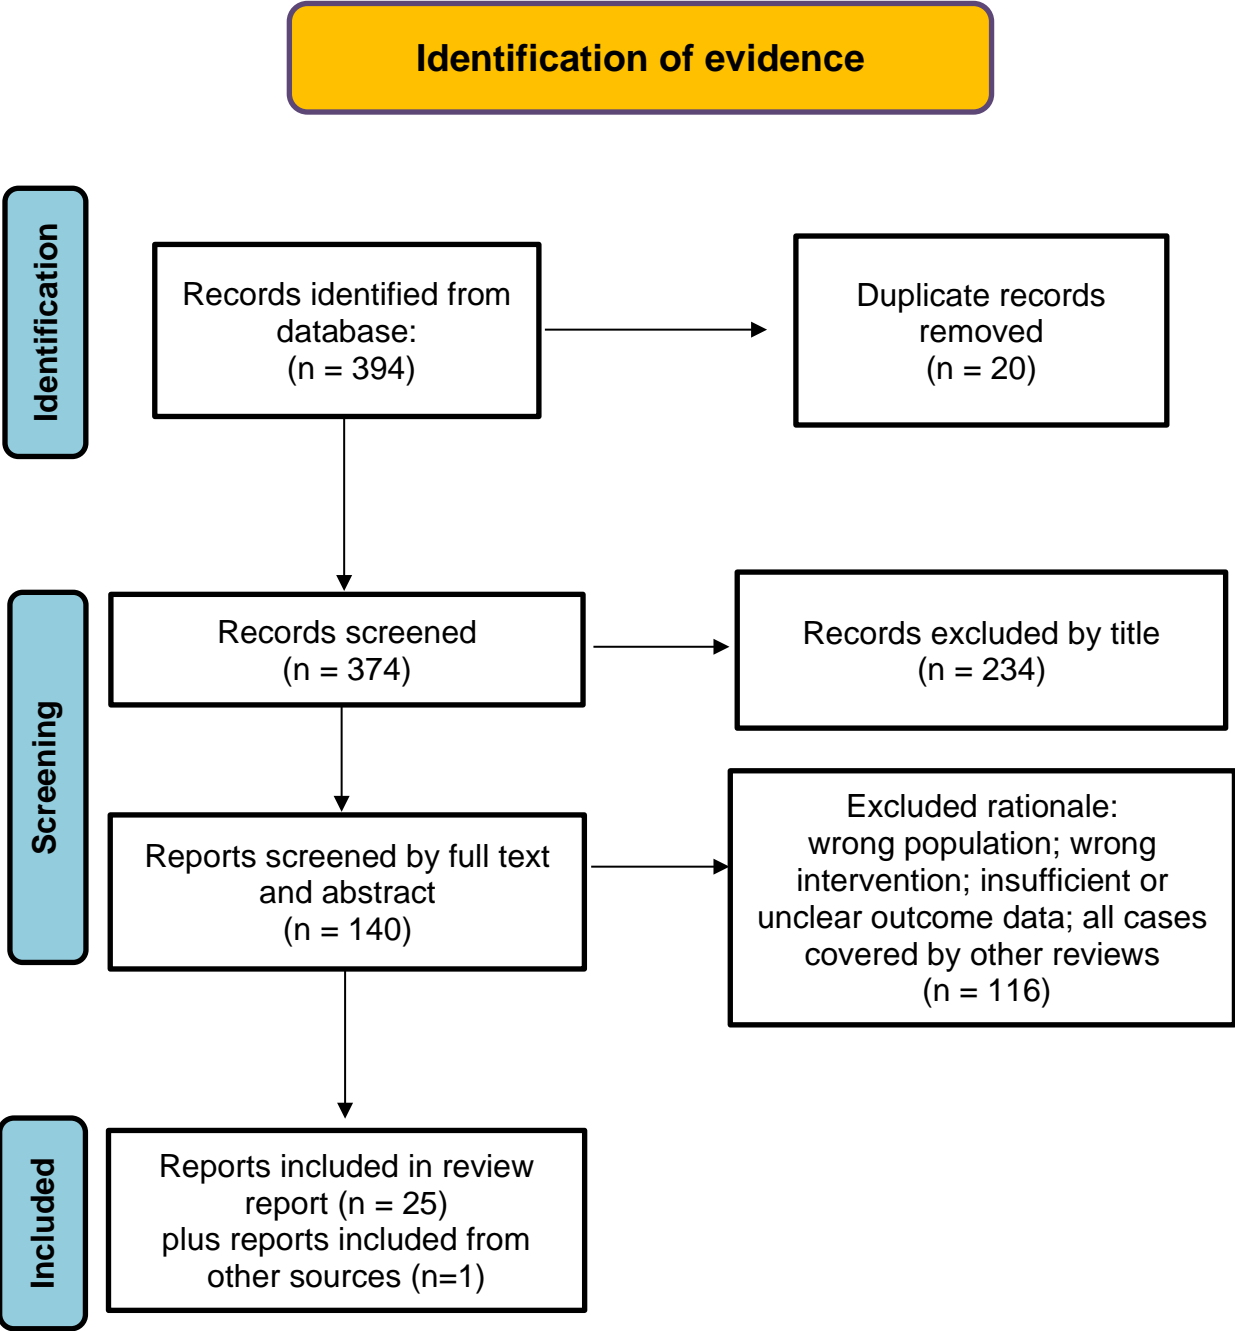 Identification of evidence
Identification
Records identified from
database:
(n = 394)
Duplicate records
removed
(n = 20)
Screening
Records screened
(n = 374)
Records excluded by title
(n = 234)
Reports screened by full text
and abstract
(n = 140)
Excluded rationale:
wrong population; wrong
intervention; insufficient or
unclear outcome data; all cases
covered by other reviews
(n = 116)
Included
Reports included in review
report (n = 25)
plus reports included from
other sources (n=1)